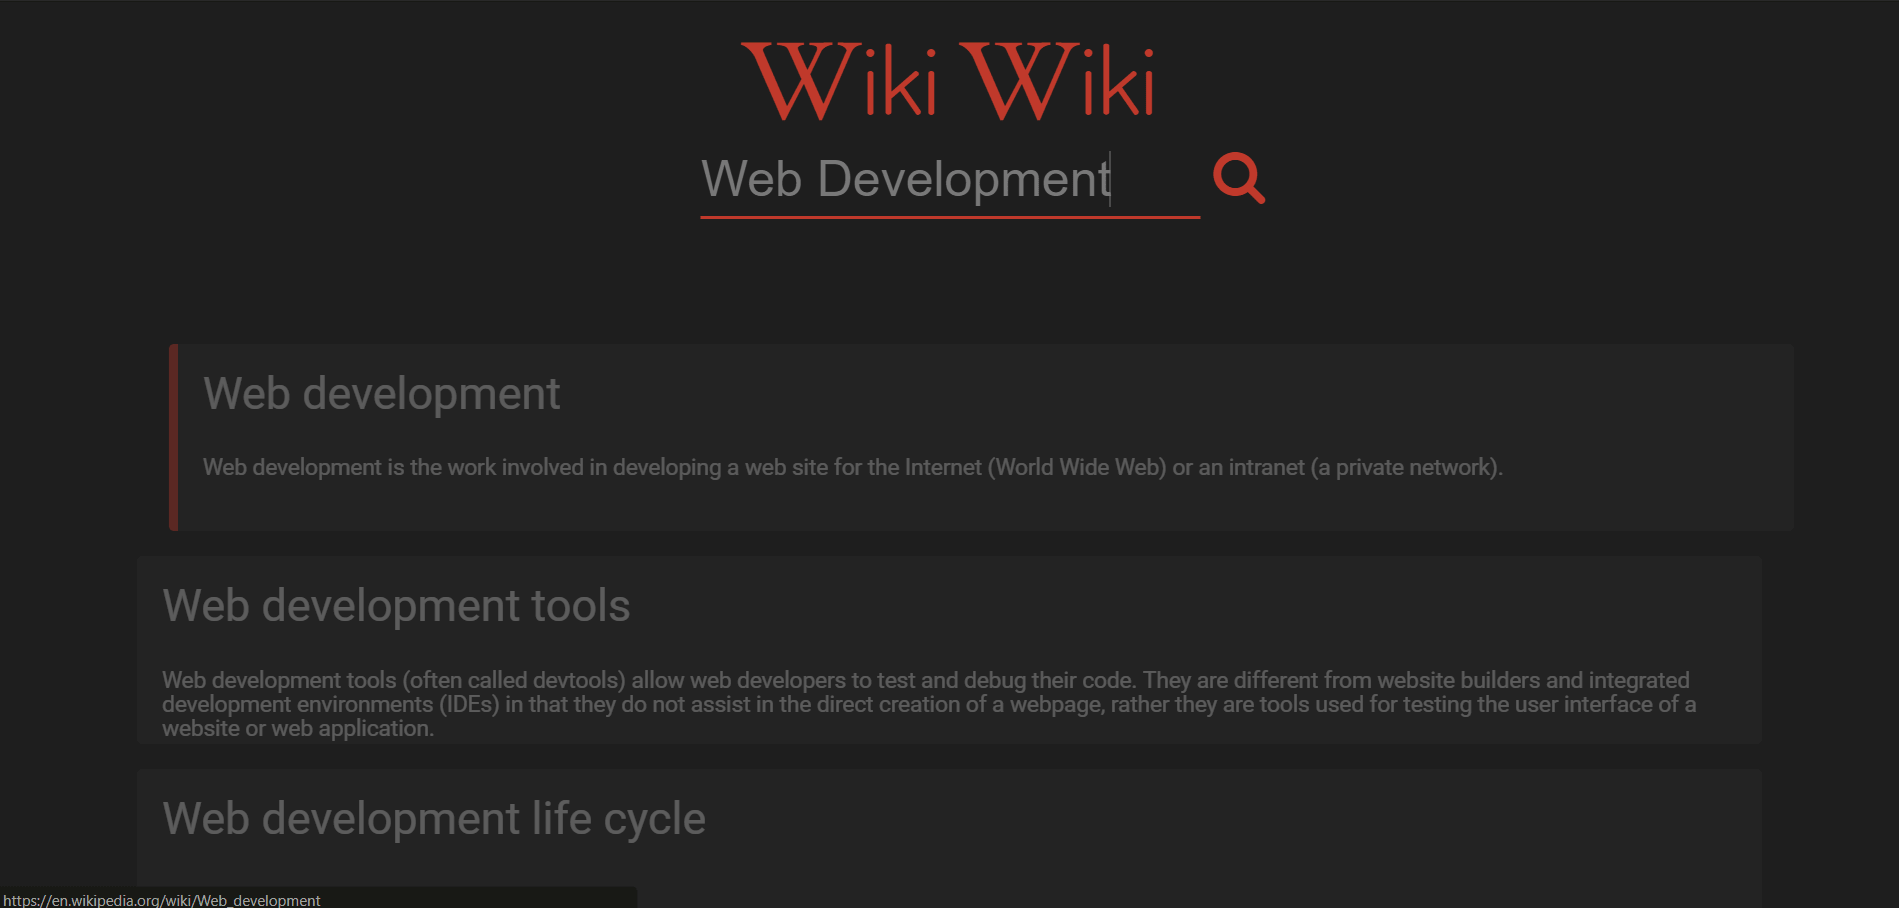 Wiki Wiki
Web Development
Web development
Web development is the work involved in developing a web site for the Internet (World Wide Web) or an intranet (a private network).
Web development tools
Web development tools (often called devtools) allow web developers to test and debug their code. They are different from website builders and integrated
development environments (IDEs) in that they do not assist in the direct creation of a webpage, rather they are tools used for testing the user interface of a
website or web application.
Web development life cycle
https://en.wikipedia.org/wiki/Web_development